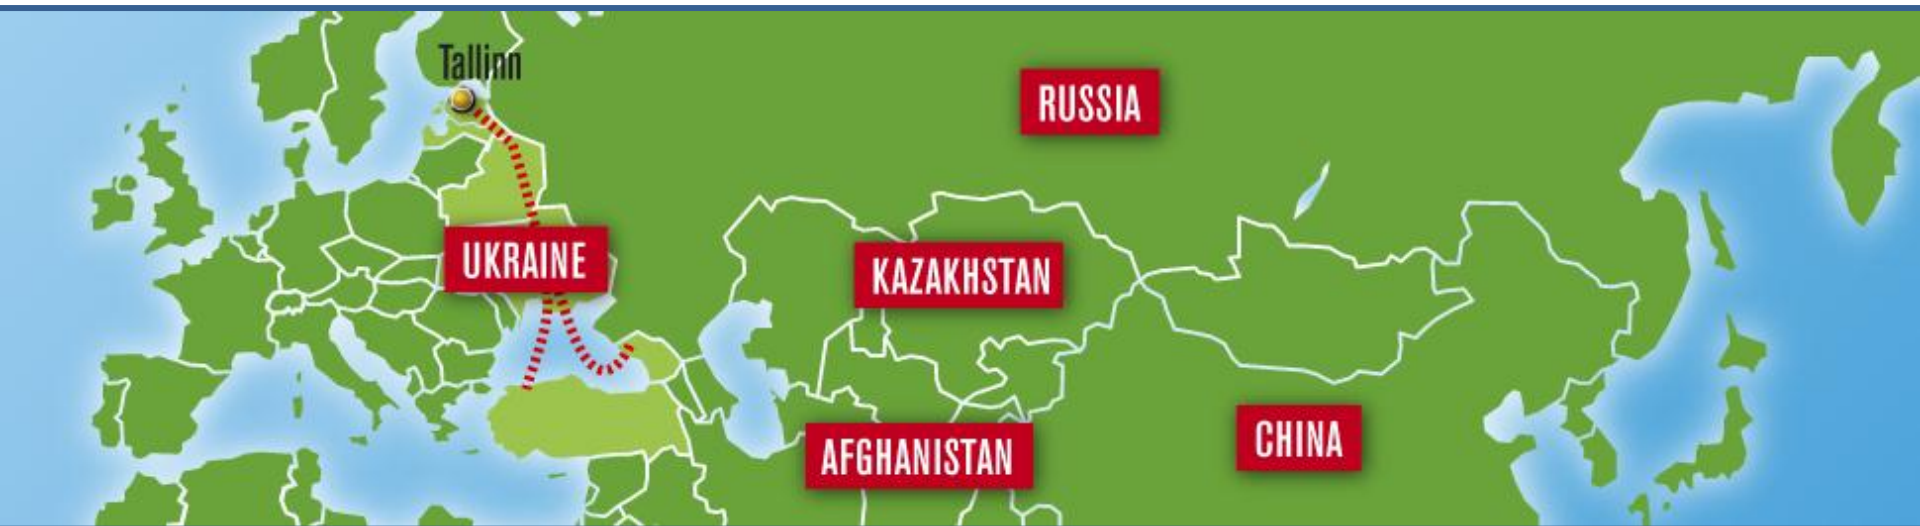 Tallinn
RUSSIA
UKRAINE
KAZAKHSTAN
AFGHANISTAN
CHINA